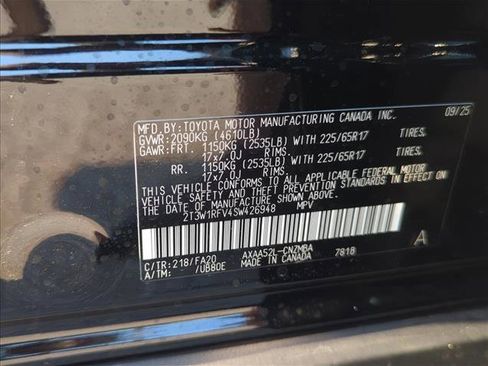 MFD.BY:TOYOTA MOTOR MANUFACTURING CANADA INC. 09/25
GVWR: 2090KG (4610LB)
GAWR:FRT. 1150KG (2535LB) WITH 225/65R17 TIRES.
17x7.0J RIMS.
RR. 1150KG (2535LB) WITH 225/65R17 TIRES.
17x7.0J RIMS.
THIS VEHICLE CONFORMS TO ALL APPLICABLE FEDERAL MOTOR
VEHICLE SAFETY AND THEFT PREVENTION STANDARDS IN EFFECT ON
THE DATE OF MANUFACTURE SHOWN ABOVE.
2T3W1RFV4SW426948 MPV
A
C/TR:218/FA20 AXAA52L-CNZMBA 7818
A/TM: /UB80E MADE IN CANADA